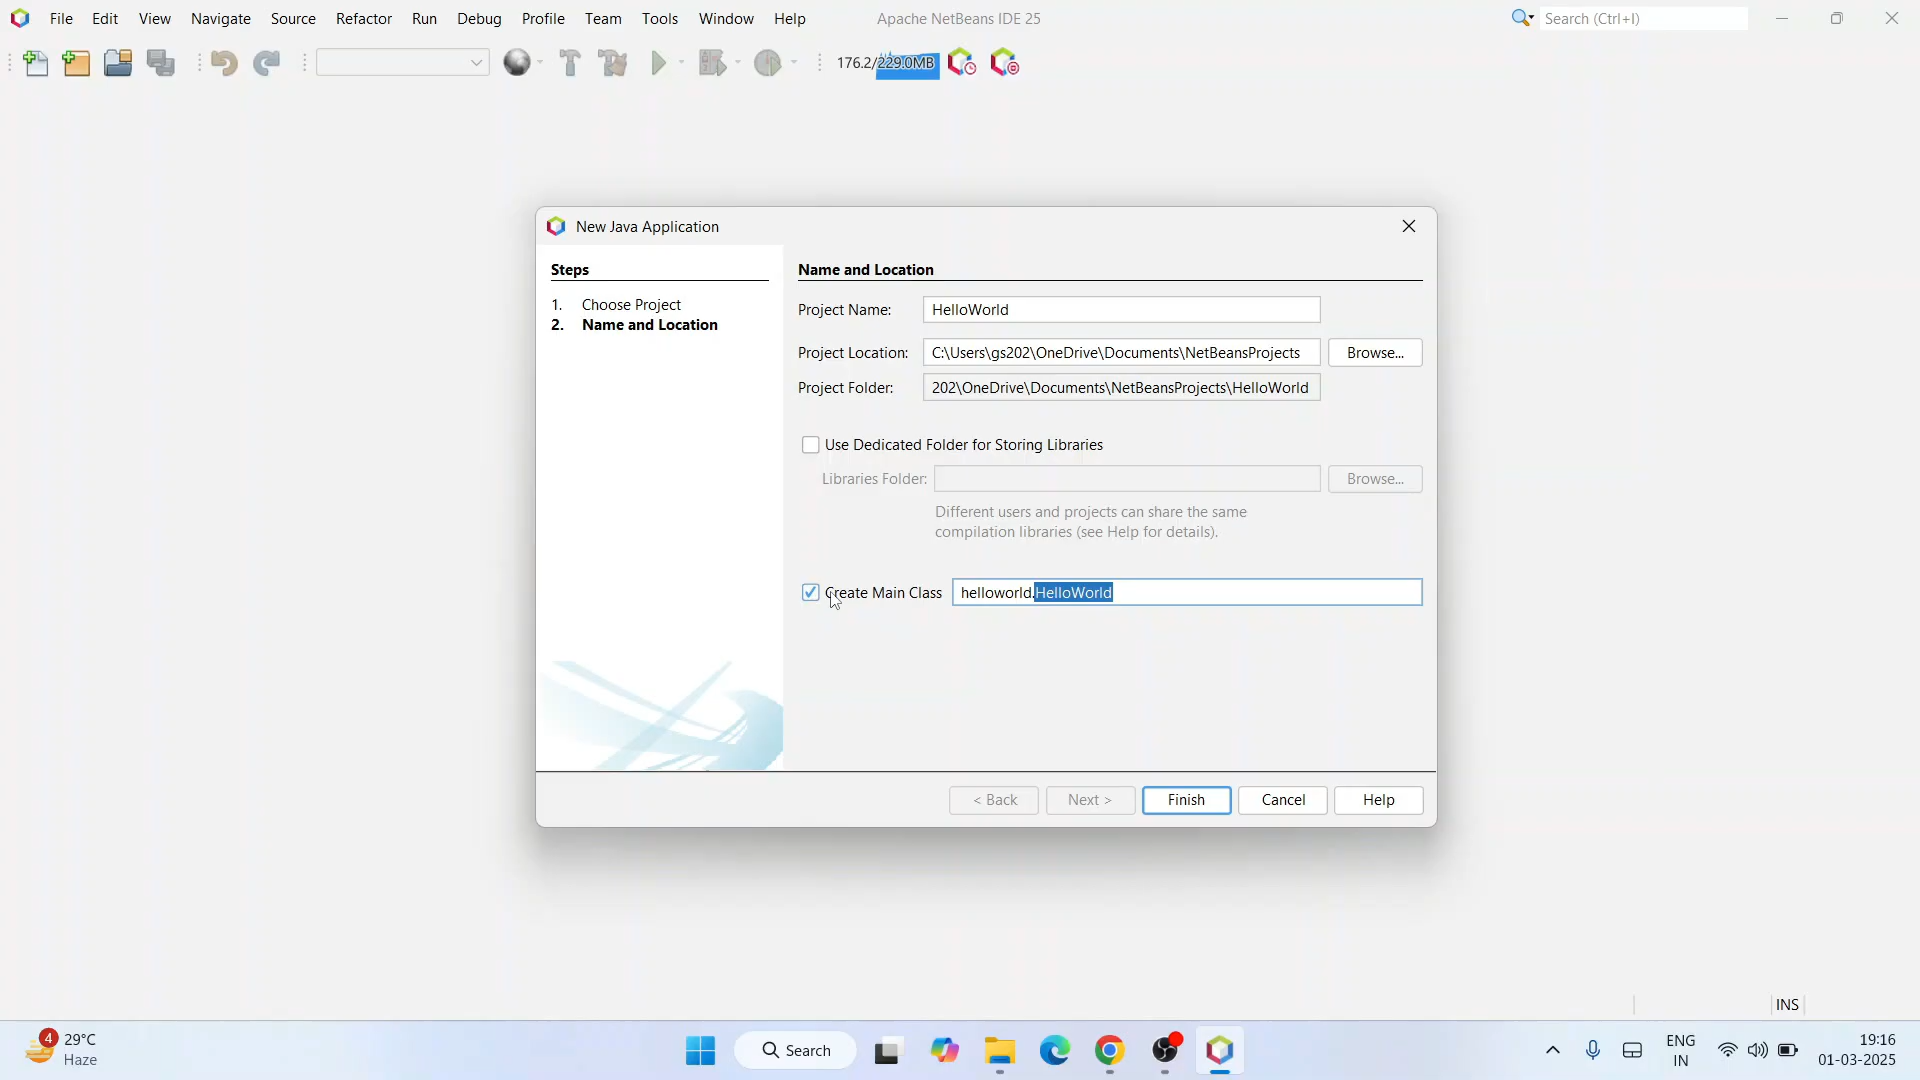 File Edit View Navigate Source Refactor Run Debug Profile Team Tools Window Help
Apache NetBeans IDE 25
Search (Ctrl+I)
176.2/229.0MB
New Java Application
Steps
1. Choose Project
2. Name and Location
Name and Location
Project Name: HelloWorld
Project Location: C:\Users\gs202\OneDrive\Documents\NetBeansProjects Browse...
Project Folder: 202\OneDrive\Documents\NetBeansProjects\HelloWorld
Use Dedicated Folder for Storing Libraries
Libraries Folder: Browse...
Different users and projects can share the same
compilation libraries (see Help for details).
Create Main Class helloworld.HelloWorld
< Back Next > Finish Cancel Help
INS
4 29°C
Haze
Search
ENG
IN
19:16
01-03-2025